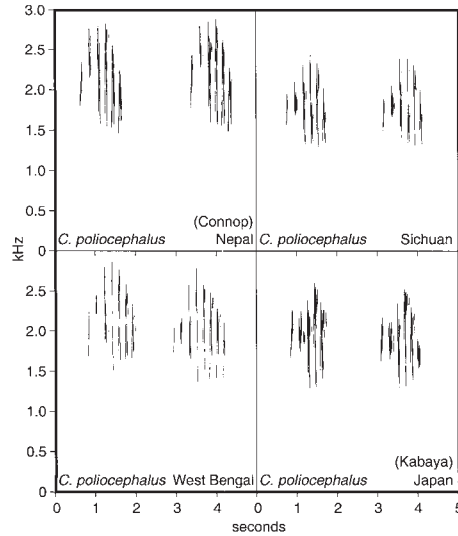 3.0
2.5
2.0
1.5
1.0
0.5
0
(Connop)
C. poliocephalus Nepal
C. poliocephalus Sichuan
kHz
2.5
2.0
1.5
1.0
0.5
0
C. poliocephalus West Bengal
(Kabaya)
C. poliocephalus Japan
0 1 2 3 4 0 1 2 3 4 5
seconds